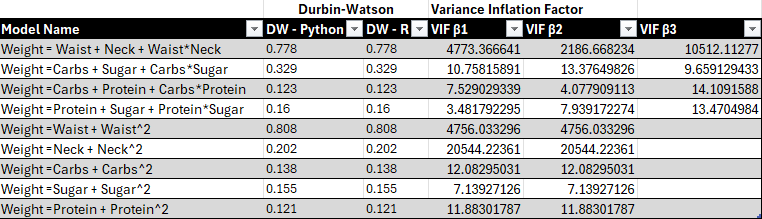 Durbin-Watson Variance Inflation Factor
Model Name DW - Python DW - R VIF β1 VIF β2 VIF β3
Weight = Waist + Neck + Waist*Neck 0.778 0.778 4773.366641 2186.668234 10512.11277
Weight =Carbs + Sugar + Carbs*Sugar 0.329 0.329 10.75815891 13.37649826 9.659129433
Weight =Carbs + Protein + Carbs*Protein 0.123 0.123 7.529029339 4.077909113 14.1091588
Weight =Protein + Sugar + Protein*Sugar 0.16 0.16 3.481792295 7.939172274 13.4704984
Weight =Waist + Waist^2 0.808 0.808 4756.033296 4756.033296
Weight =Neck + Neck^2 0.202 0.202 20544.22361 20544.22361
Weight =Carbs + Carbs^2 0.138 0.138 12.08295031 12.08295031
Weight =Sugar + Sugar^2 0.155 0.155 7.13927126 7.13927126
Weight =Protein + Protein^2 0.121 0.121 11.88301787 11.88301787